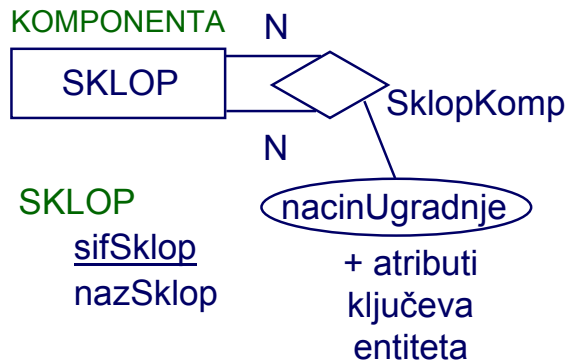 KOMPONENTA
N
SKLOP
SklopKomp
N
SKLOP
sifSklop
nazSklop
nacinUgradnje
+ atributi
ključeva
entiteta